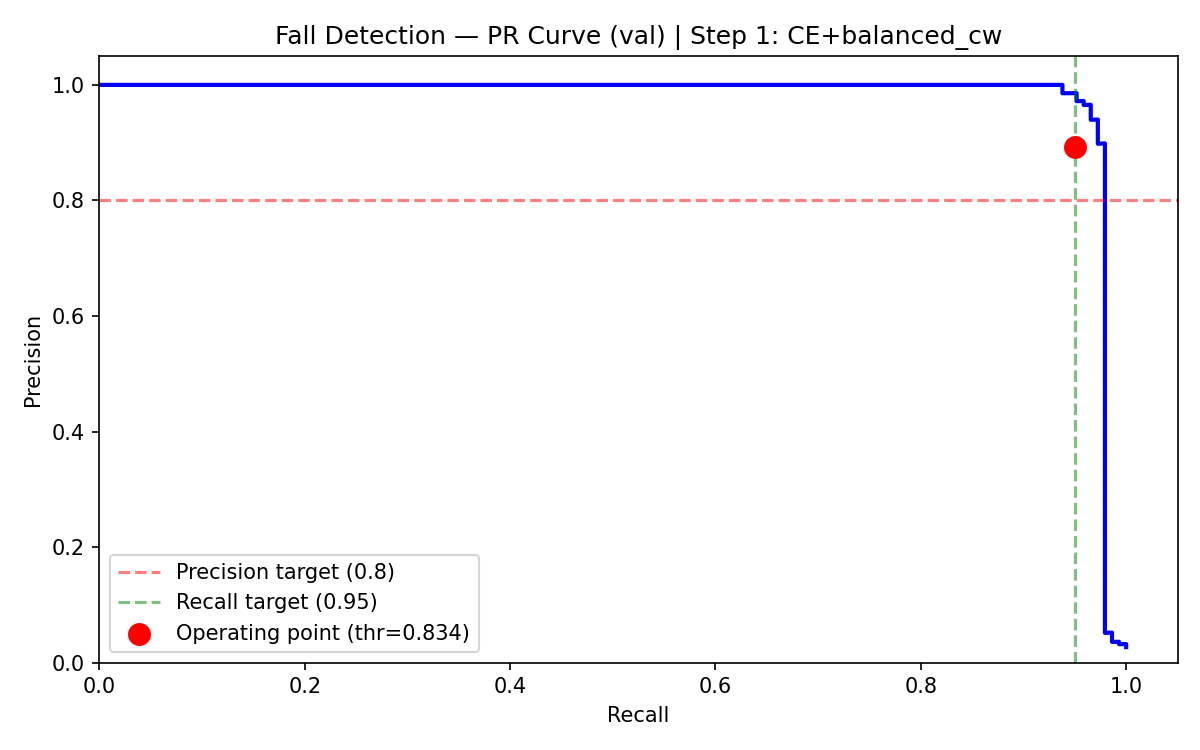 Fall Detection — PR Curve (val) | Step 1: CE+balanced_cw
1.0
0.8
0.6
0.4
0.2
0.0
Precision
0.0 0.2 0.4 0.6 0.8 1.0
Recall
Precision target (0.8)
Recall target (0.95)
Operating point (thr=0.834)